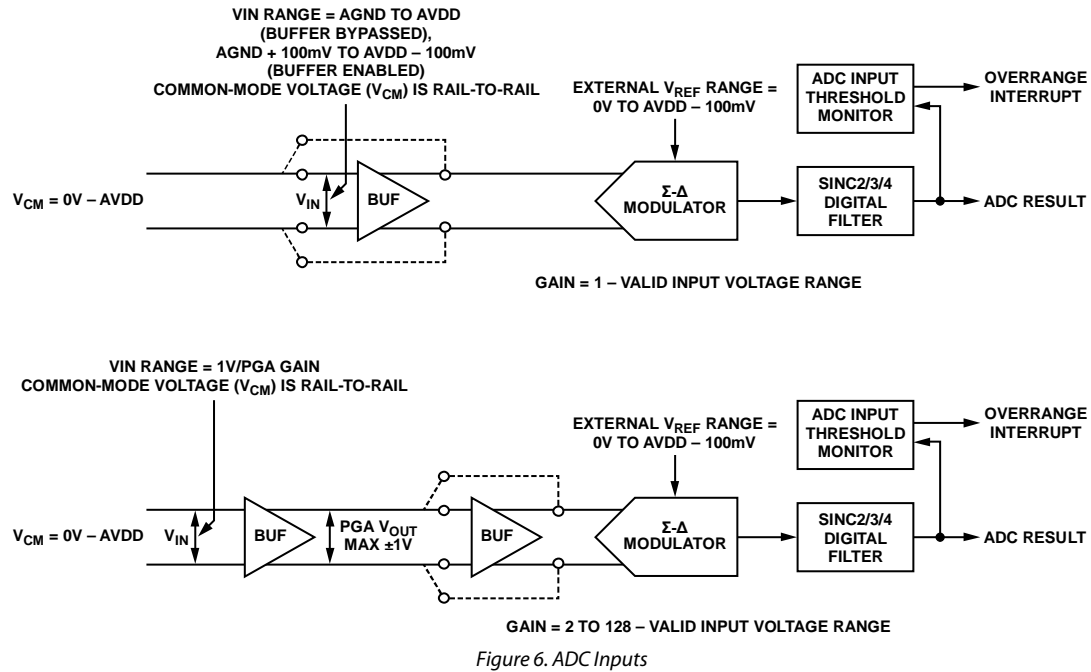 VIN RANGE = AGND TO AVDD
(BUFFER BYPASSED),
AGND + 100mV TO AVDD – 100mV
(BUFFER ENABLED)
COMMON-MODE VOLTAGE (VCM) IS RAIL-TO-RAIL
EXTERNAL VREF RANGE =
0V TO AVDD – 100mV
ADC INPUT
THRESHOLD
MONITOR
OVERRANGE
INTERRUPT
VCM = 0V – AVDD
VIN
BUF
Σ-Δ
MODULATOR
SINC2/3/4
DIGITAL
FILTER
ADC RESULT
GAIN = 1 – VALID INPUT VOLTAGE RANGE
VIN RANGE = 1V/PGA GAIN
COMMON-MODE VOLTAGE (VCM) IS RAIL-TO-RAIL
EXTERNAL VREF RANGE =
0V TO AVDD – 100mV
ADC INPUT
THRESHOLD
MONITOR
OVERRANGE
INTERRUPT
VCM = 0V – AVDD
VIN
BUF
PGA VOUT
MAX ±1V
BUF
Σ-Δ
MODULATOR
SINC2/3/4
DIGITAL
FILTER
ADC RESULT
GAIN = 2 TO 128 – VALID INPUT VOLTAGE RANGE
Figure 6. ADC Inputs